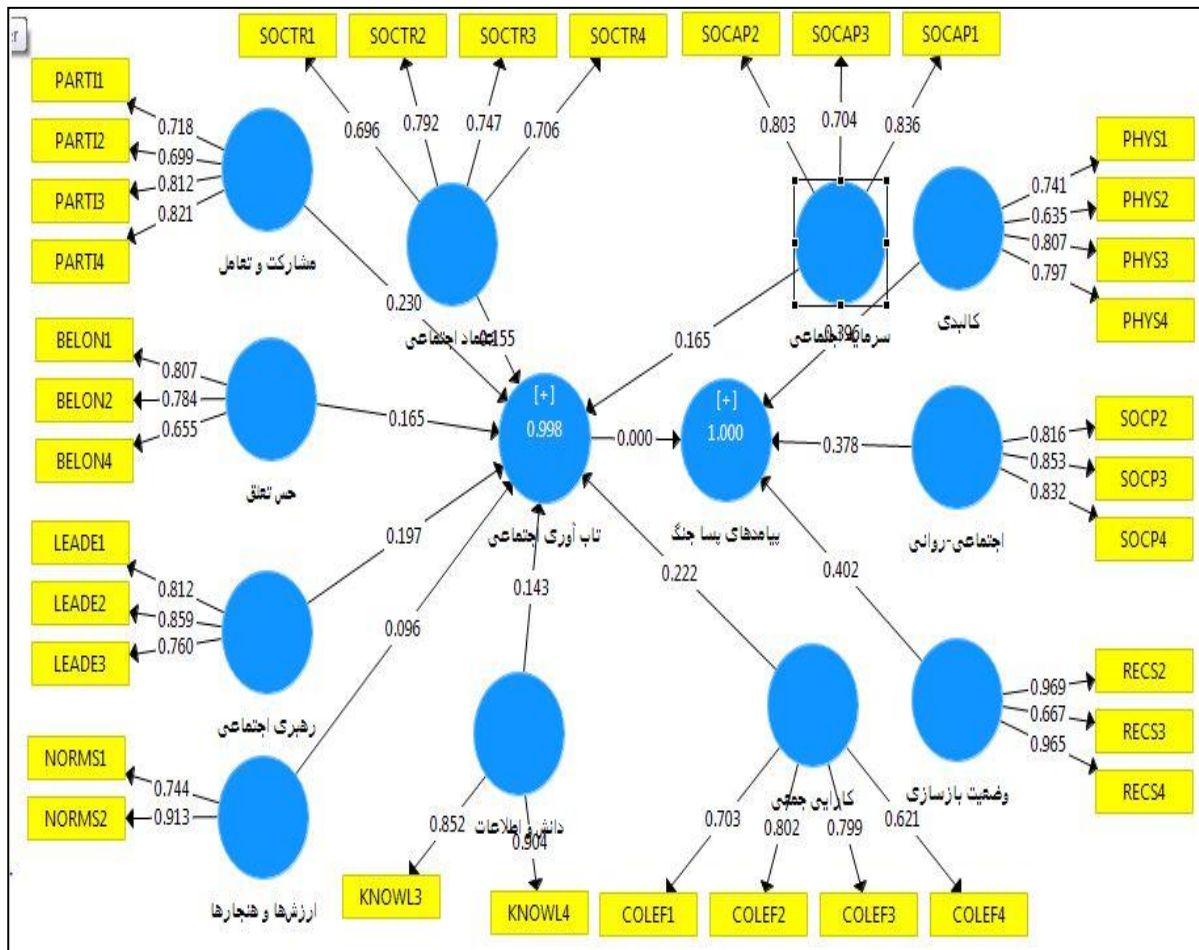 SOCTR1
SOCTR2
SOCTR3
SOCTR4
SOCAP2
SOCAP3
SOCAP1
0.696
0.792
0.747
0.706
0.803
0.704
0.836
PARTI1
PARTI2
PARTI3
PARTI4
0.718
0.699
0.812
0.821
مشارکت و تعامل
اعتماد اجتماعی
سرمایه اجتماعی
کالبدی
PHYS1
PHYS2
PHYS3
PHYS4
0.741
0.635
0.807
0.797
0.230
0.155
0.165
0.396
BELON1
BELON2
BELON4
0.807
0.784
0.655
حس تعلق
0.165
[+]
0.998
تاب آوری اجتماعی
0.000
[+]
1.000
پیامدهای پسا جنگ
0.378
اجتماعی-روانی
0.816
0.853
0.832
SOCP2
SOCP3
SOCP4
LEADE1
LEADE2
LEADE3
0.812
0.859
0.760
رهبری اجتماعی
0.197
0.096
0.143
0.222
0.402
NORMS1
NORMS2
0.744
0.913
ارزش‌ها و هنجارها
دانش و اطلاعات
0.852
0.904
KNOWL3
KNOWL4
کارایی جمعی
0.703
0.802
0.799
0.621
COLEF1
COLEF2
COLEF3
COLEF4
وضعیت بازسازی
0.969
0.667
0.965
RECS2
RECS3
RECS4